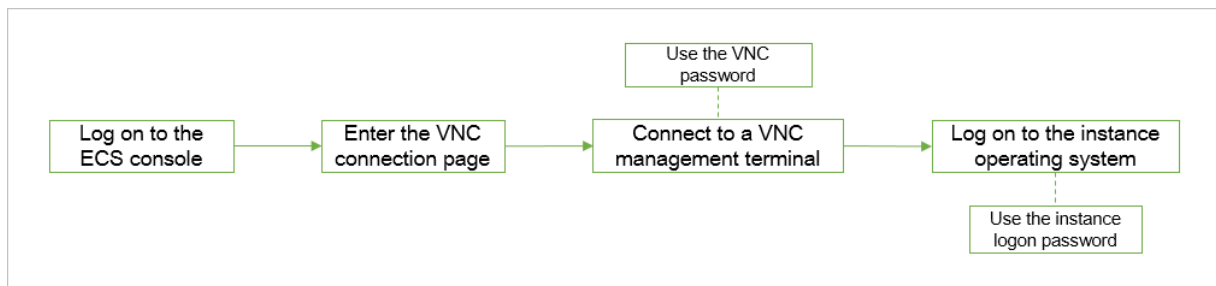 Use the VNC
password
Log on to the
ECS console
Enter the VNC
connection page
Connect to a VNC
management terminal
Log on to the instance
operating system
Use the instance
logon password